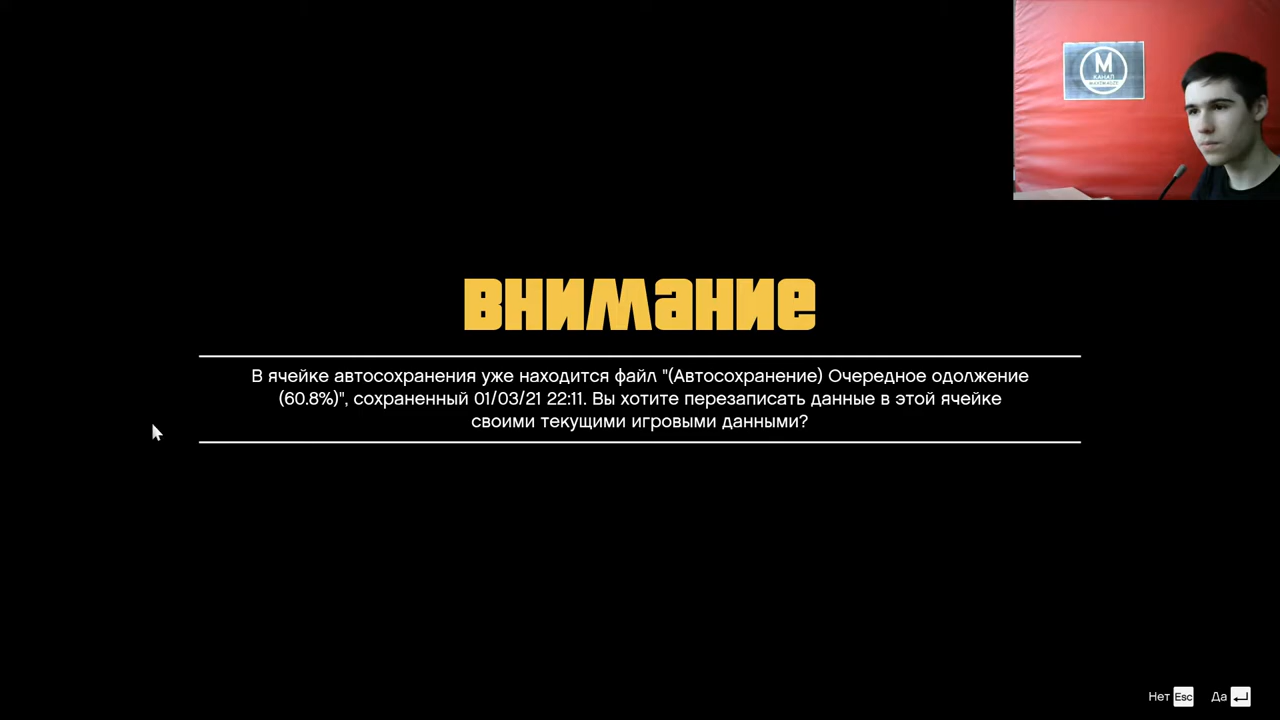 М
КАНАЛ
внимание
В ячейке автосохранения уже находится файл "(Автосохранение) Очередное одолжение
(60.8%)", сохраненный 01/03/21 22:11. Вы хотите перезаписать данные в этой ячейке
своими текущими игровыми данными?
Нет Esc Да